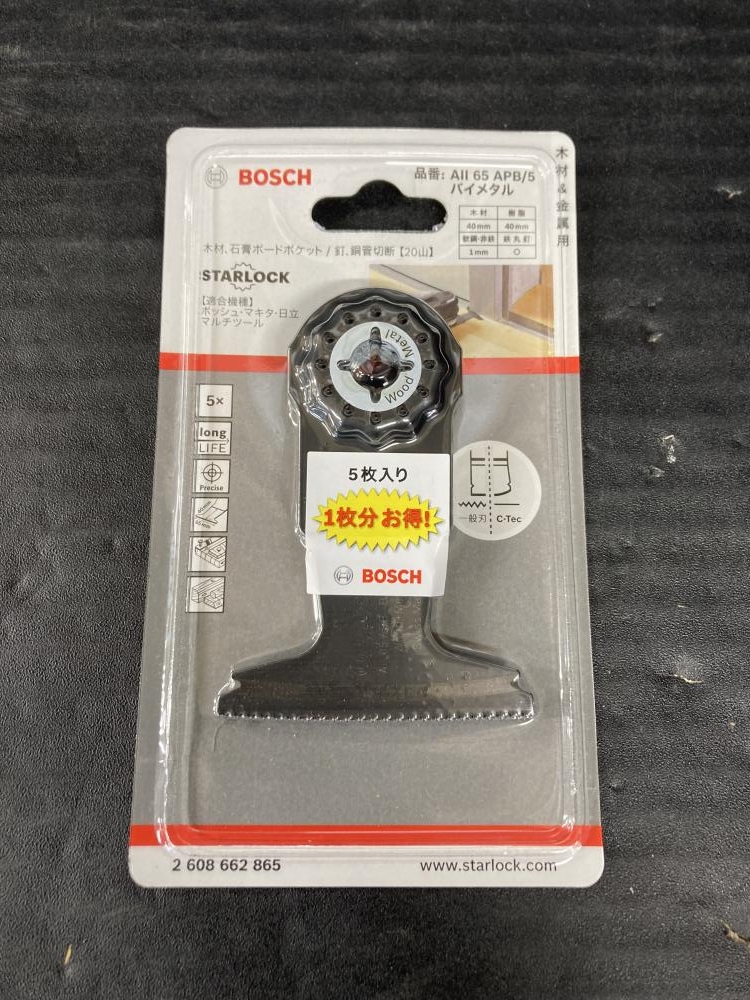 BOSCH
品番: AII 65 APB/5
バイメタル
木材&金属用
木材 樹脂
40mm 40mm
軟鋼・非鉄 鉄丸釘
1mm ○
木材、石膏ボードポケット / 釘、鋼管切断【20山】
STARLOCK
【適合機種】
ボッシュ・マキタ・日立
マルチツール
Metal
Wood
5×
long
LIFE
Precise
5枚入り
1枚分お得!
BOSCH
一般刃 C-Tec
2 608 662 865
www.starlock.com